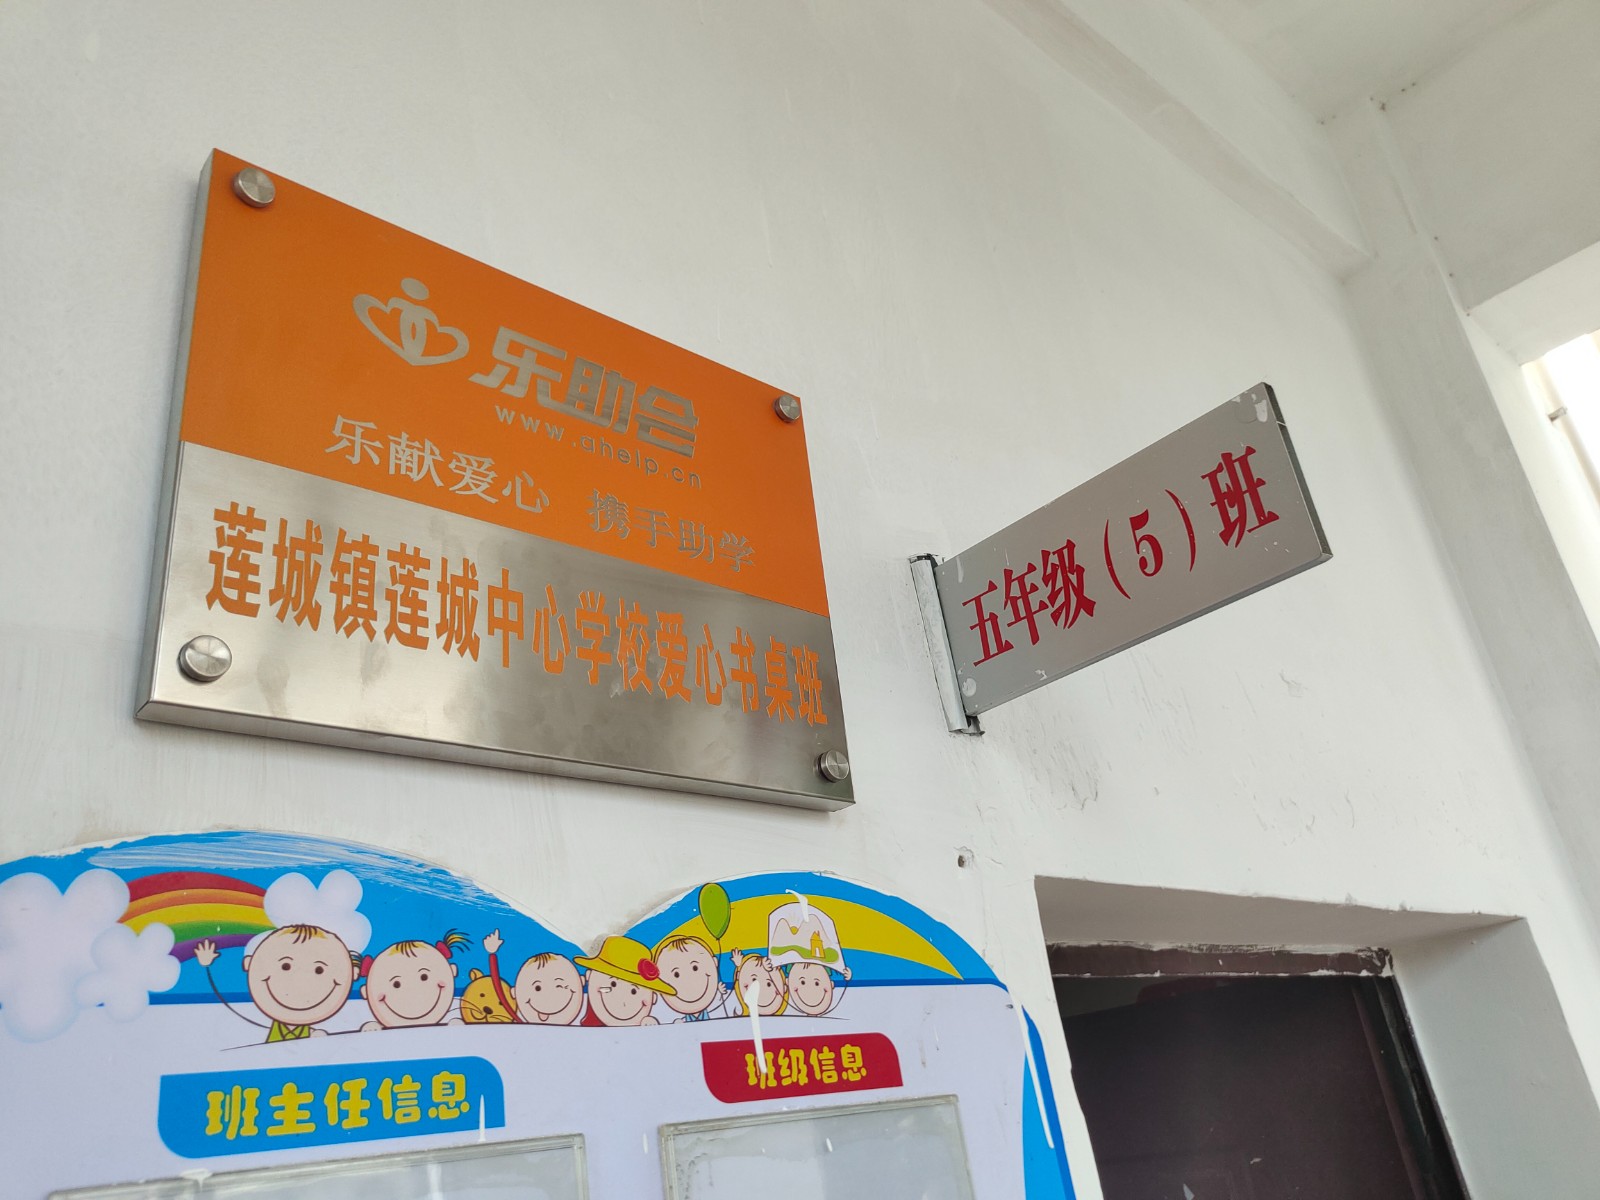 乐助会
www.ahelp.cn
乐献爱心 携手助学
莲城镇莲城中心学校爱心书桌班
五年级(5)班
班主任信息
班级信息